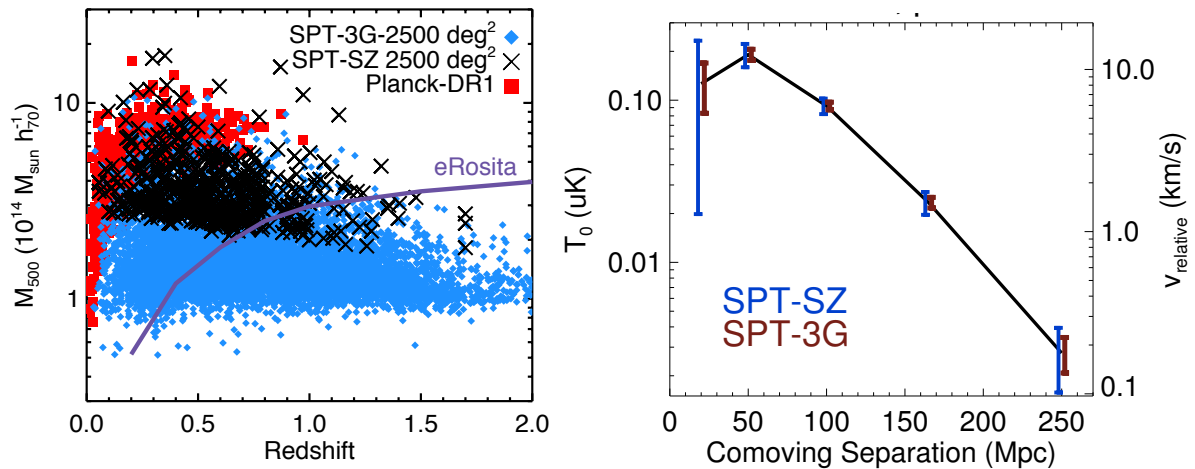 SPT-3G-2500 deg²
SPT-SZ 2500 deg²
Planck-DR1
eRosita
10
1
M₅₀₀ (10¹⁴ M_sun h₇₀⁻¹)
0.0 0.5 1.0 1.5 2.0
Redshift
0.10
0.01
T₀ (uK)
SPT-SZ
SPT-3G
10.0
1.0
0.1
v_relative (km/s)
0 50 100 150 200 250
Comoving Separation (Mpc)